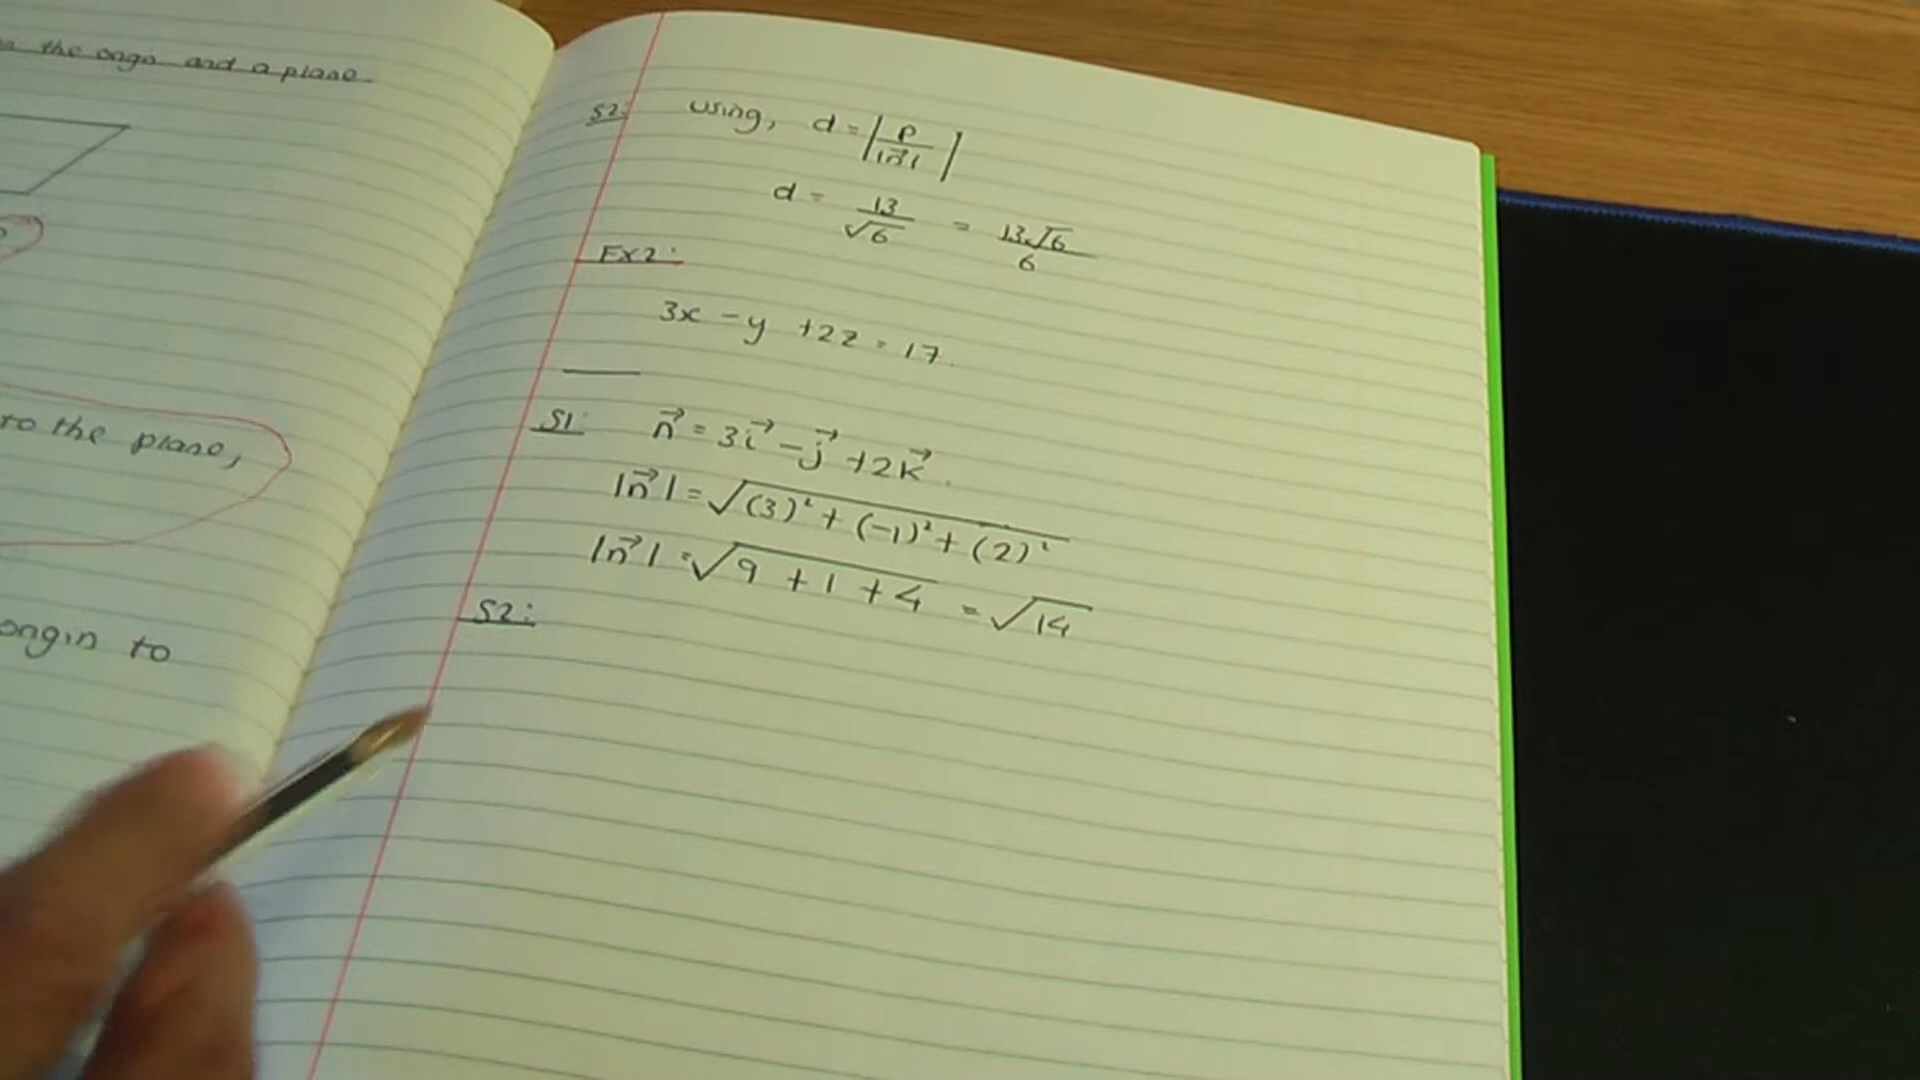 the origin and a plane
to the plane,
origin to
S2: using, d = |p/|n⃗||
d = 13/√6 = 13√6/6
Ex2:
3x - y + 2z = 17.
S1: n⃗ = 3i⃗ - j⃗ + 2k⃗.
|n⃗| = √(3)² + (-1)² + (2)²
|n⃗| = √9 + 1 + 4 = √14
S2: